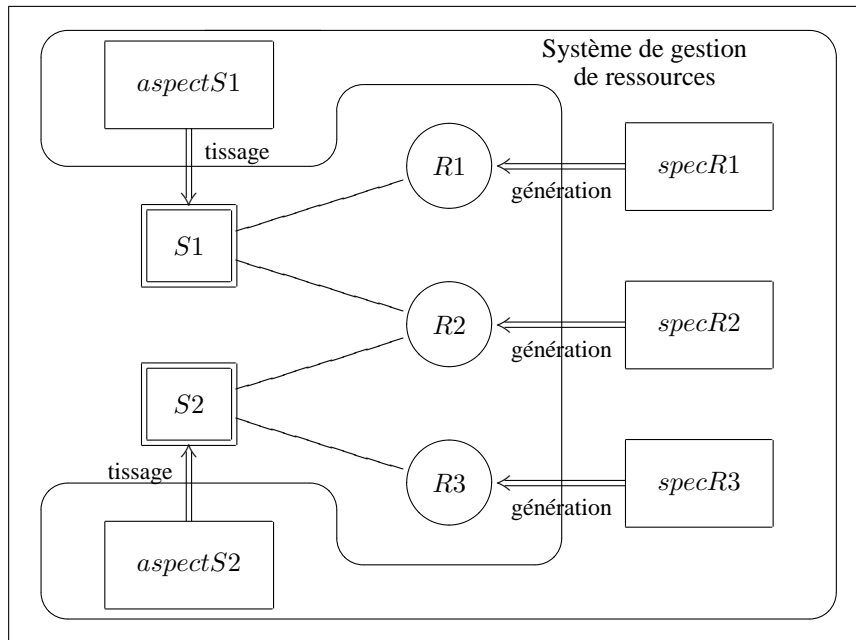 Système de gestion
de ressources
aspectS1
tissage
R1
specR1
génération
S1
R2
specR2
génération
S2
tissage
R3
specR3
génération
aspectS2